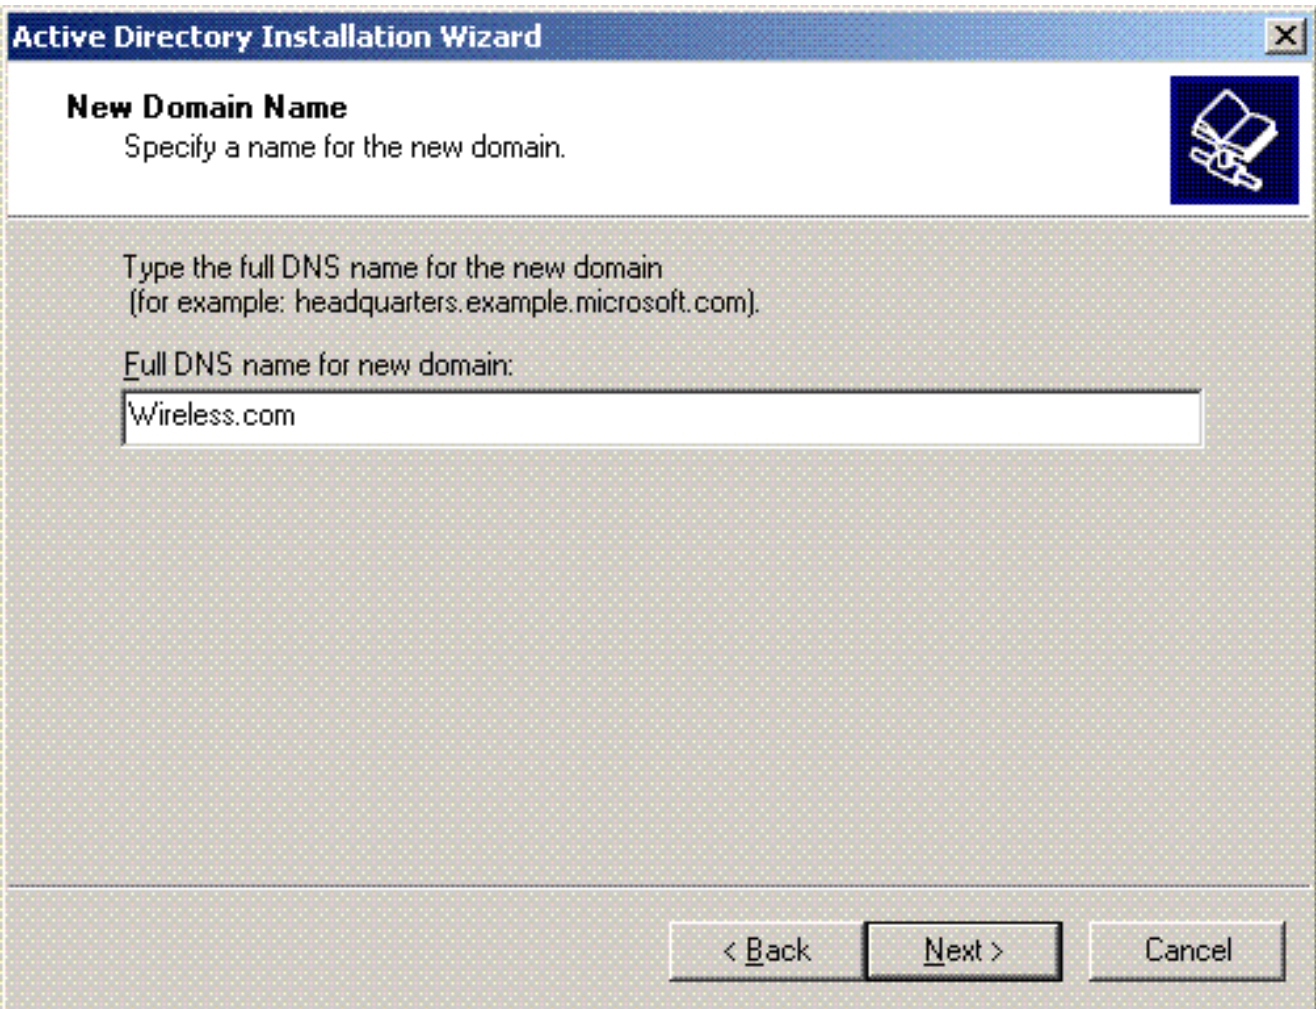 Active Directory Installation Wizard
New Domain Name
Specify a name for the new domain.
Type the full DNS name for the new domain
(for example: headquarters.example.microsoft.com).
Full DNS name for new domain:
Wireless.com
< Back Next > Cancel